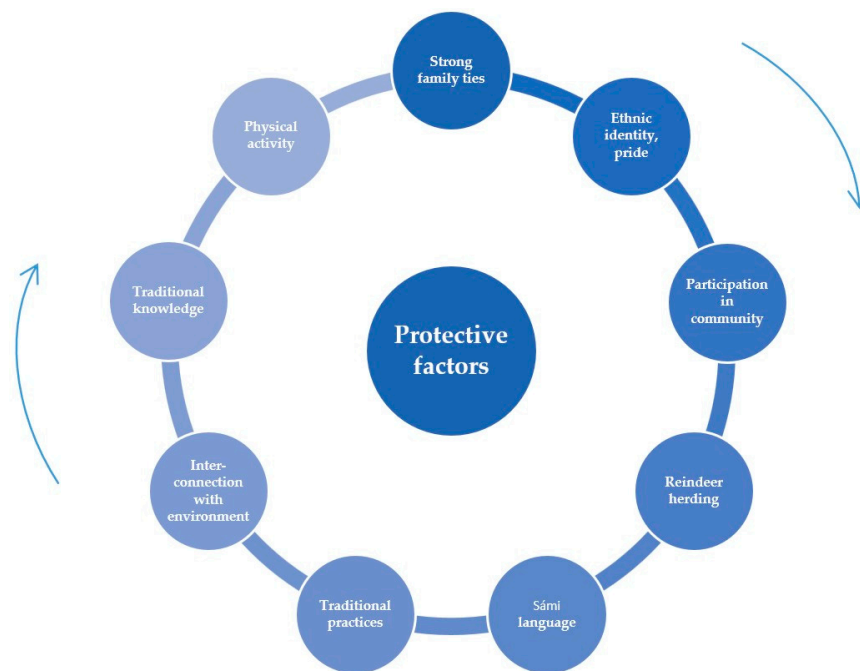 Strong
family ties
Ethnic
identity,
pride
Participation
in
community
Reindeer
herding
Sámi
language
Traditional
practices
Inter-
connection
with
environment
Traditional
knowledge
Physical
activity
Protective
factors